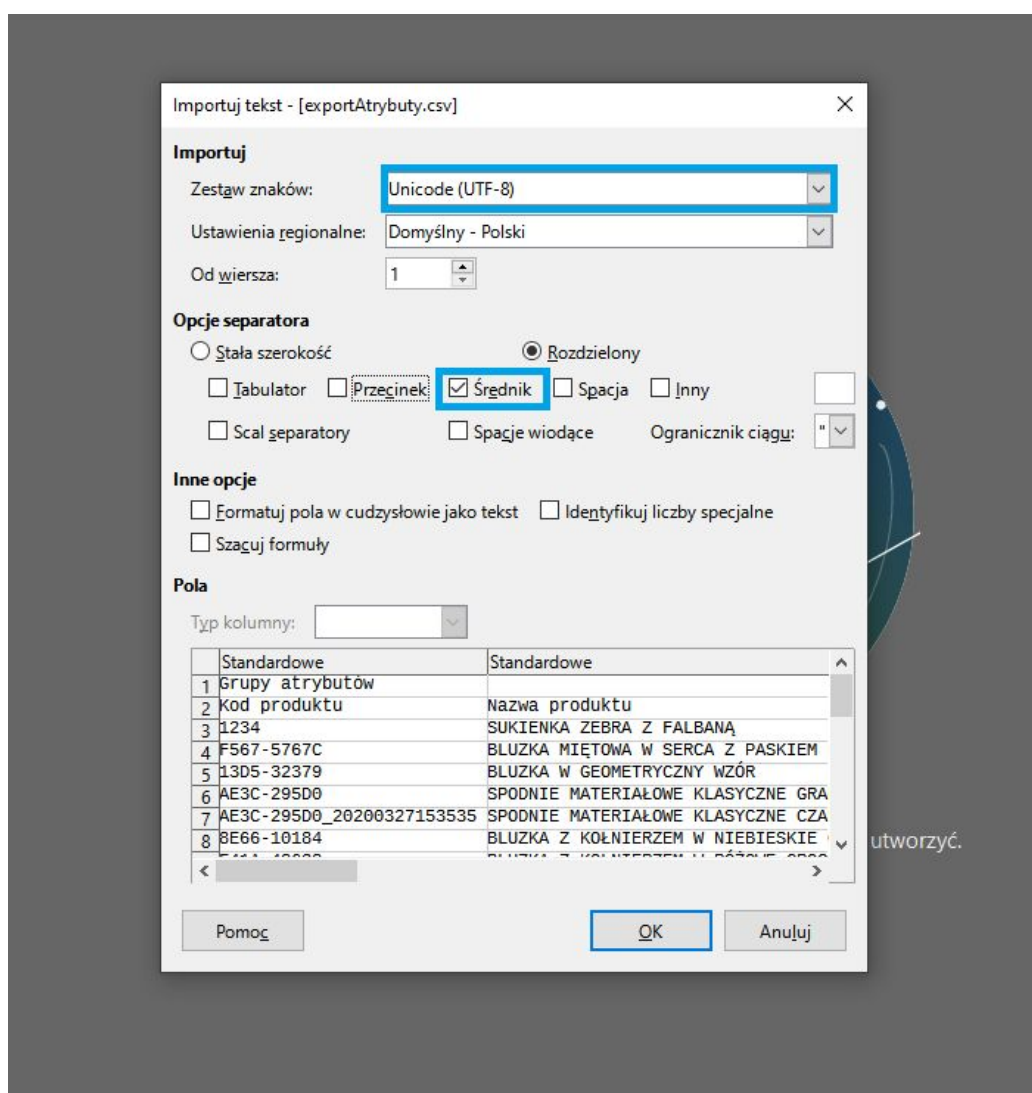 Importuj tekst - [exportAtrybuty.csv]
Importuj
Zestaw znaków: Unicode (UTF-8)
Ustawienia regionalne: Domyślny - Polski
Od wiersza: 1
Opcje separatora
Stała szerokość Rozdzielony
Tabulator Przecinek Średnik Spacja Inny
Scal separatory Spacje wiodące Ogranicznik ciągu: "
Inne opcje
Formatuj pola w cudzysłowie jako tekst Identyfikuj liczby specjalne
Szacuj formuły
Pola
Typ kolumny:
Standardowe Standardowe
1 Grupy atrybutów
2 Kod produktu Nazwa produktu
3 1234 SUKIENKA ZEBRA Z FALBANĄ
4 F567-5767C BLUZKA MIĘTOWA W SERCA Z PASKIEM
5 13D5-32379 BLUZKA W GEOMETRYCZNY WZÓR
6 AE3C-295D0 SPODNIE MATERIAŁOWE KLASYCZNE GRA
7 AE3C-295D0_20200327153535 SPODNIE MATERIAŁOWE KLASYCZNE CZA
8 8E66-10184 BLUZKA Z KOŁNIERZEM W NIEBIESKIE
utworzyć.
Pomoc OK Anuluj